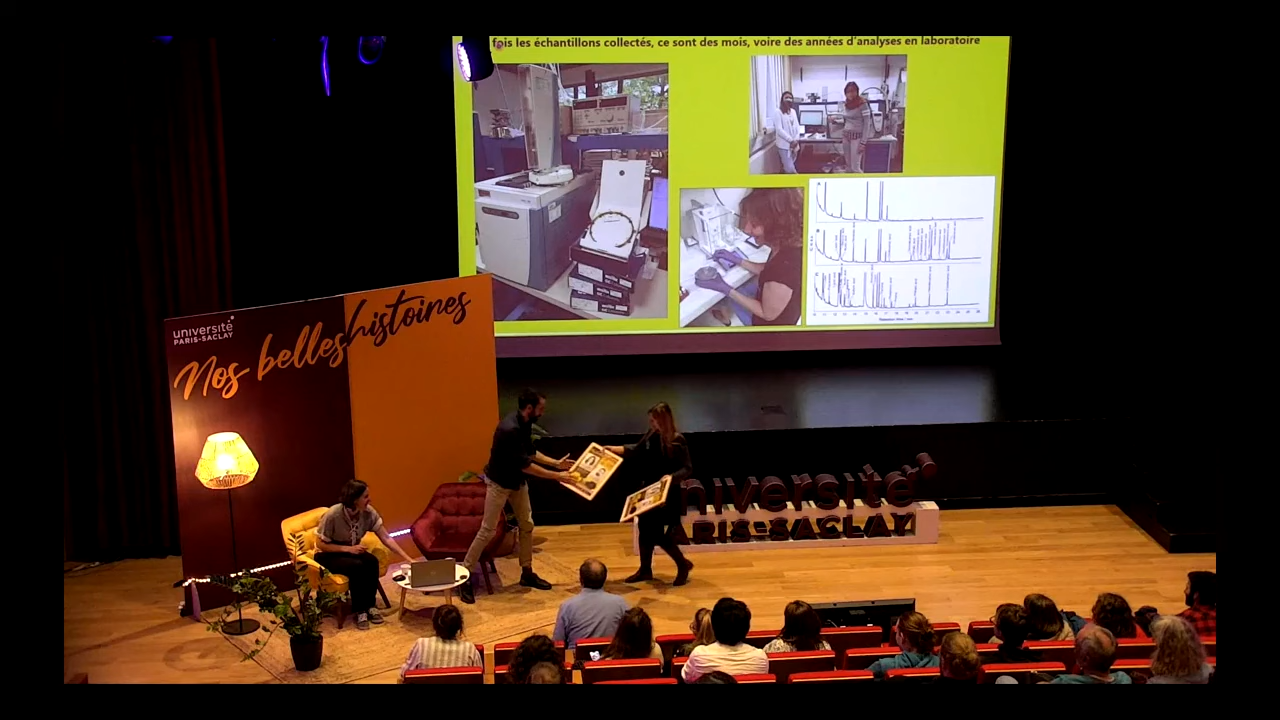 fois les échantillons collectés, ce sont des mois, voire des années d'analyses en laboratoire
université
PARIS-SACLAY
Nos belles histoires
université
PARIS-SACLAY